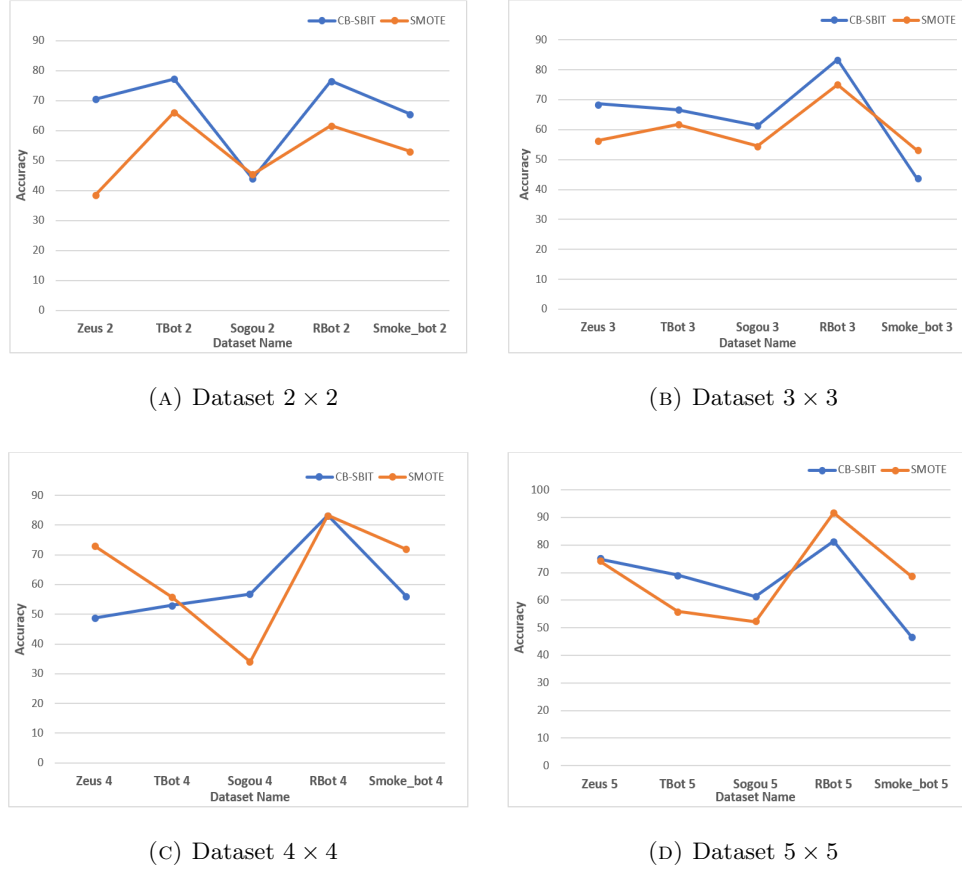 CB-SBIT SMOTE
90
80
70
60
50
40
30
20
10
0
Accuracy
Zeus 2 TBot 2 Sogou 2 RBot 2 Smoke_bot 2
Dataset Name
(A) Dataset 2 × 2
CB-SBIT SMOTE
90
80
70
60
50
40
30
20
10
0
Accuracy
Zeus 3 TBot 3 Sogou 3 RBot 3 Smoke_bot 3
Dataset Name
(B) Dataset 3 × 3
CB-SBIT SMOTE
90
80
70
60
50
40
30
20
10
0
Accuracy
Zeus 4 TBot 4 Sogou 4 RBot 4 Smoke_bot 4
Dataset Name
(C) Dataset 4 × 4
CB-SBIT SMOTE
100
90
80
70
60
50
40
30
20
10
0
Accuracy
Zeus 5 TBot 5 Sogou 5 RBot 5 Smoke_bot 5
Dataset Name
(D) Dataset 5 × 5